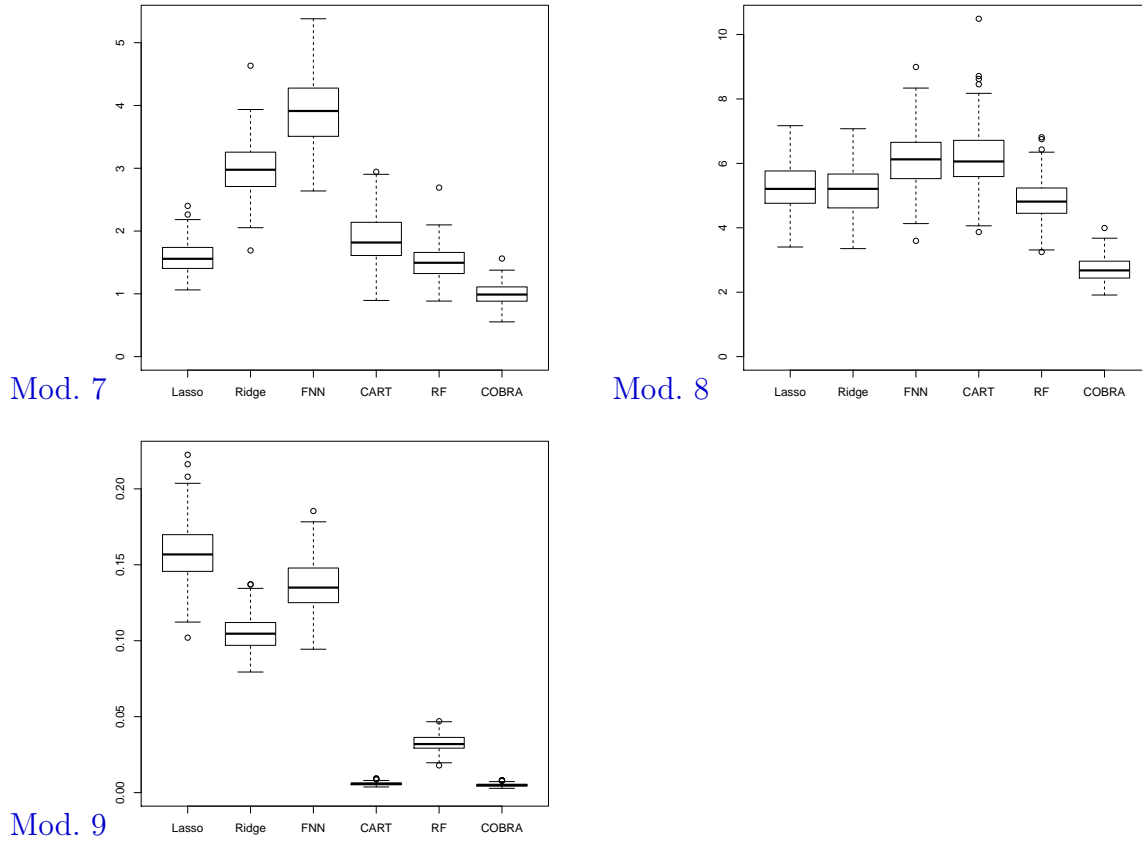 0 1 2 3 4 5
Lasso Ridge FNN CART RF COBRA
Mod. 7
0 2 4 6 8 10
Lasso Ridge FNN CART RF COBRA
Mod. 8
0.00 0.05 0.10 0.15 0.20
Lasso Ridge FNN CART RF COBRA
Mod. 9